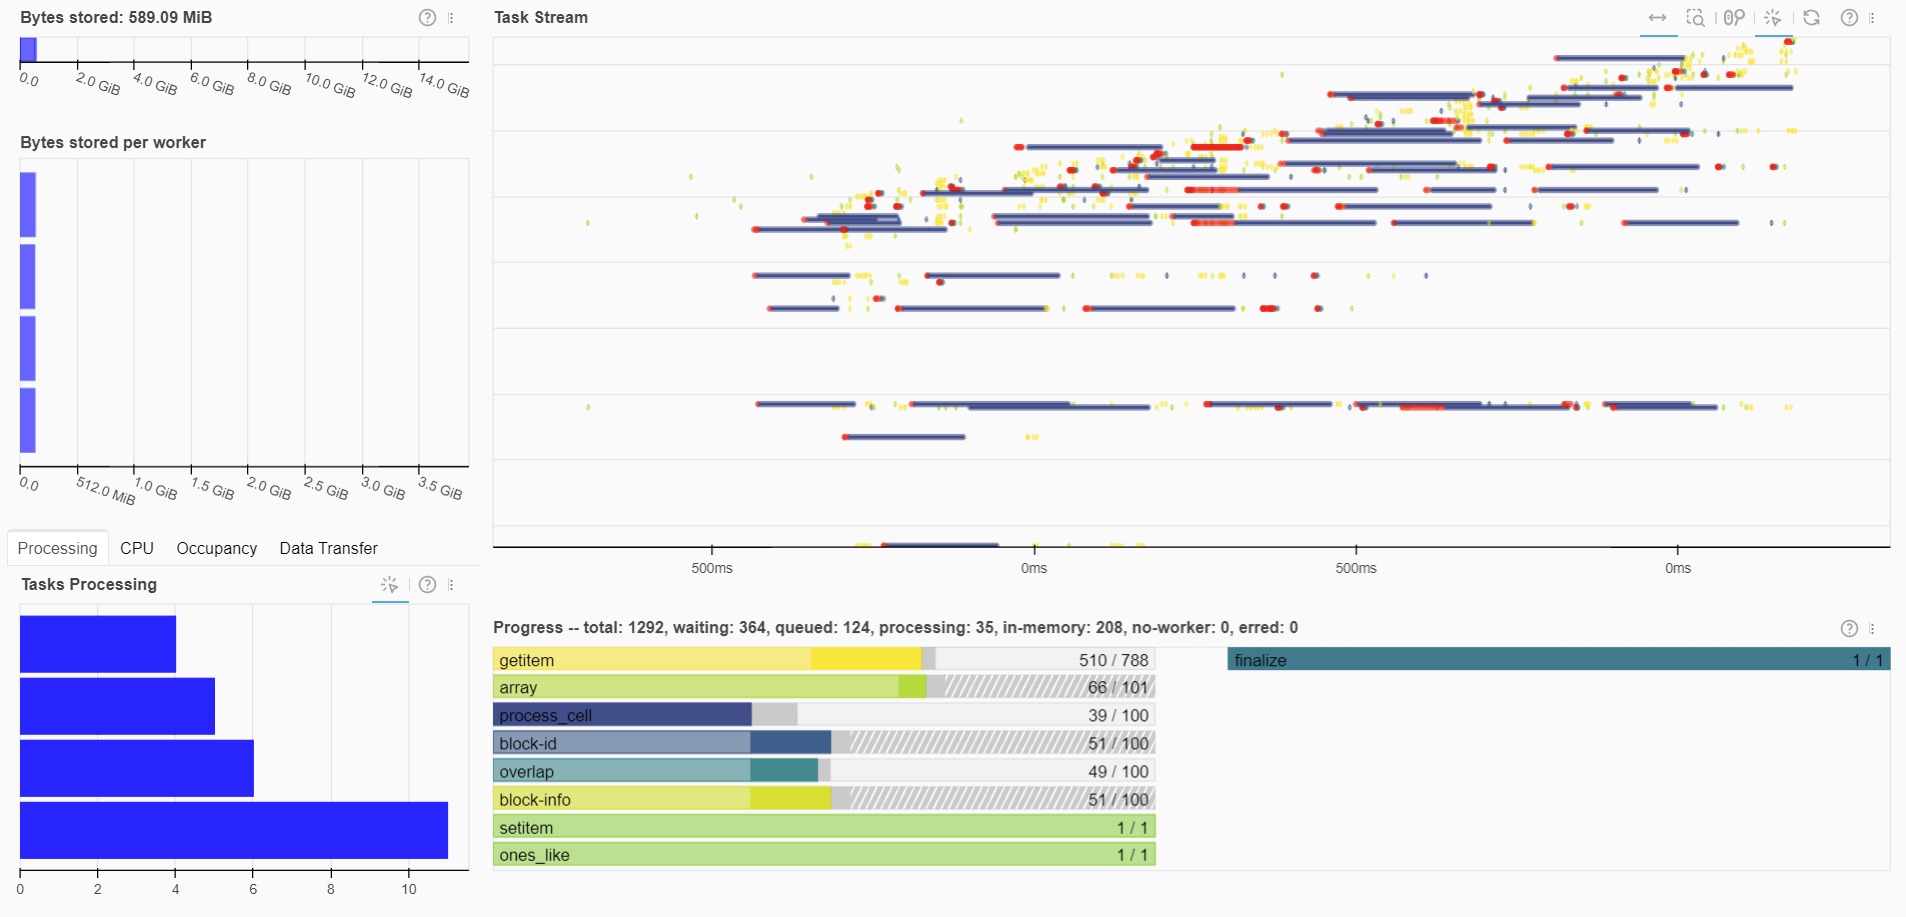 Bytes stored: 589.09 MiB
0.0 2.0 GiB 4.0 GiB 6.0 GiB 8.0 GiB 10.0 GiB 12.0 GiB 14.0 GiB
Bytes stored per worker
0.0 512.0 MiB 1.0 GiB 1.5 GiB 2.0 GiB 2.5 GiB 3.0 GiB 3.5 GiB
Processing CPU Occupancy Data Transfer
Tasks Processing
0 2 4 6 8 10
Task Stream
500ms 0ms 500ms 0ms
Progress -- total: 1292, waiting: 364, queued: 124, processing: 35, in-memory: 208, no-worker: 0, erred: 0
getitem 510 / 788
array 66 / 101
process_cell 39 / 100
block-id 51 / 100
overlap 49 / 100
block-info 51 / 100
setitem 1 / 1
ones_like 1 / 1
finalize 1 / 1